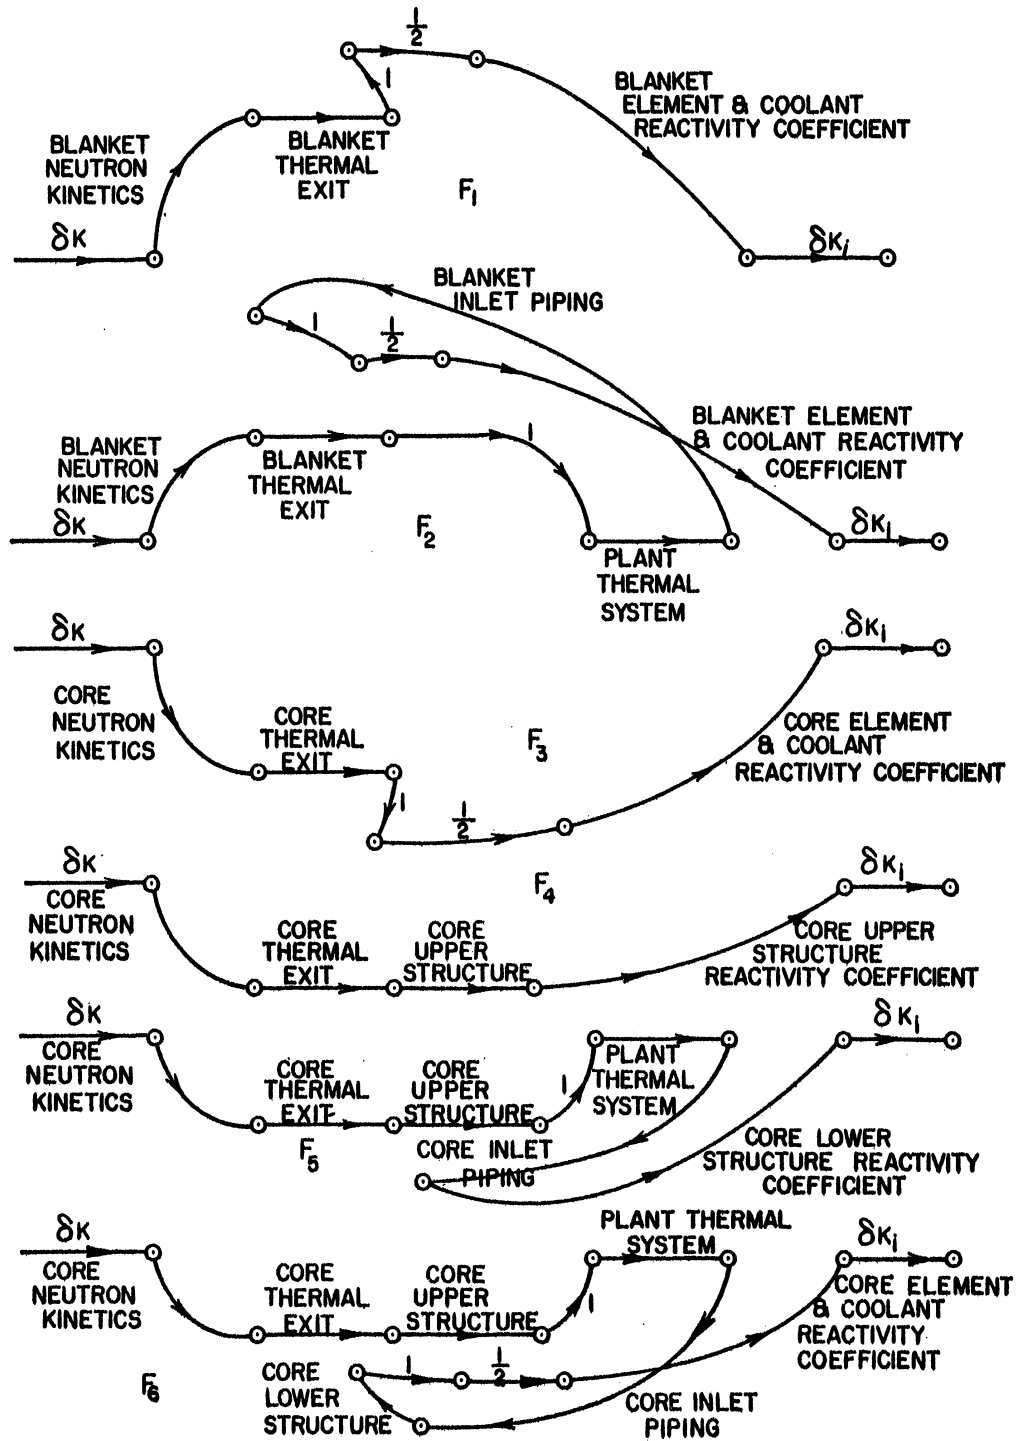 1/2
1
BLANKET
ELEMENT & COOLANT
REACTIVITY COEFFICIENT
BLANKET
NEUTRON
KINETICS
BLANKET
THERMAL
EXIT
F1
δK
δKi
BLANKET
INLET PIPING
1
1/2
BLANKET ELEMENT
& COOLANT REACTIVITY
COEFFICIENT
BLANKET
NEUTRON
KINETICS
BLANKET
THERMAL
EXIT
1
δK
F2
δKi
PLANT
THERMAL
SYSTEM
δK
δKi
CORE
NEUTRON
KINETICS
CORE
THERMAL
EXIT
F3
CORE ELEMENT
& COOLANT
REACTIVITY COEFFICIENT
1
1/2
δK
F4
δKi
CORE
NEUTRON
KINETICS
CORE
THERMAL
EXIT
CORE
UPPER
STRUCTURE
CORE UPPER
STRUCTURE
REACTIVITY COEFFICIENT
δK
δKi
CORE
NEUTRON
KINETICS
CORE
THERMAL
EXIT
CORE
UPPER
STRUCTURE
1
PLANT
THERMAL
SYSTEM
F5
CORE INLET
PIPING
CORE LOWER
STRUCTURE REACTIVITY
COEFFICIENT
PLANT THERMAL
SYSTEM
δK
δKi
CORE
NEUTRON
KINETICS
CORE
THERMAL
EXIT
CORE
UPPER
STRUCTURE
1
CORE ELEMENT
& COOLANT
REACTIVITY
COEFFICIENT
F6
CORE
LOWER
STRUCTURE
1
1/2
CORE INLET
PIPING